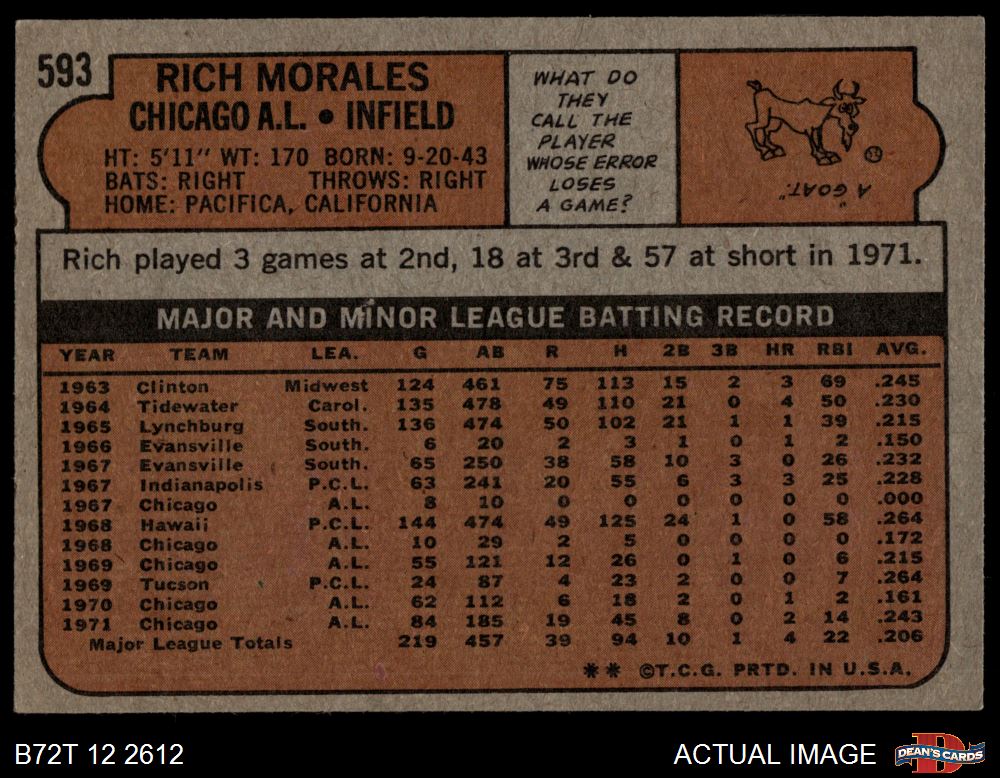 593
RICH MORALES
CHICAGO A.L. • INFIELD
HT: 5'11" WT: 170 BORN: 9-20-43
BATS: RIGHT THROWS: RIGHT
HOME: PACIFICA, CALIFORNIA
WHAT DO
THEY
CALL THE
PLAYER
WHOSE ERROR
LOSES
A GAME?
A "GOAT."
Rich played 3 games at 2nd, 18 at 3rd & 57 at short in 1971.
MAJOR AND MINOR LEAGUE BATTING RECORD
YEAR TEAM LEA. G AB R H 2B 3B HR RBI AVG.
1963 Clinton Midwest 124 461 75 113 15 2 3 69 .245
1964 Tidewater Carol. 135 478 49 110 21 0 4 50 .230
1965 Lynchburg South. 136 474 50 102 21 1 1 39 .215
1966 Evansville South. 6 20 2 3 1 0 1 2 .150
1967 Evansville South. 65 250 38 58 10 3 0 26 .232
1967 Indianapolis P.C.L. 63 241 20 55 6 3 3 25 .228
1967 Chicago A.L. 8 10 0 0 0 0 0 0 .000
1968 Hawaii P.C.L. 144 474 49 125 24 1 0 58 .264
1968 Chicago A.L. 10 29 2 5 0 0 0 0 .172
1969 Chicago A.L. 55 121 12 26 0 1 0 6 .215
1969 Tucson P.C.L. 24 87 4 23 2 0 0 7 .264
1970 Chicago A.L. 62 112 6 18 2 0 1 2 .161
1971 Chicago A.L. 84 185 19 45 8 0 2 14 .243
Major League Totals 219 457 39 94 10 1 4 22 .206
** ©T.C.G. PRTD. IN U.S.A.
B72T 12 2612
ACTUAL IMAGE
DEAN'S CARDS